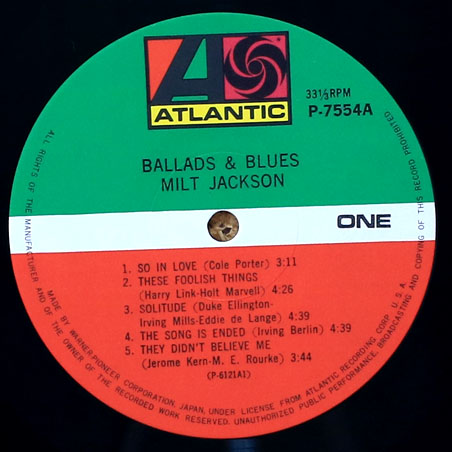 A
ATLANTIC
33⅓RPM
P-7554A
BALLADS & BLUES
MILT JACKSON
ONE
1. SO IN LOVE (Cole Porter) 3:11
2. THESE FOOLISH THINGS
(Harry Link-Holt Marvell) 4:26
3. SOLITUDE (Duke Ellington-
Irving Mills-Eddie de Lange) 4:39
4. THE SONG IS ENDED (Irving Berlin) 4:39
5. THEY DIDN'T BELIEVE ME
(Jerome Kern-M. E. Rourke) 3:44
(P-6121A1)
MADE BY WARNER-PIONEER CORPORATION, JAPAN, UNDER LICENSE FROM ATLANTIC RECORDING CORP. U.S.A.
ALL RIGHTS OF THE MANUFACTURER AND OF THE OWNER OF THE RECORDED WORK RESERVED. UNAUTHORIZED PUBLIC PERFORMANCE, BROADCASTING AND COPYING OF THIS RECORD PROHIBITED.